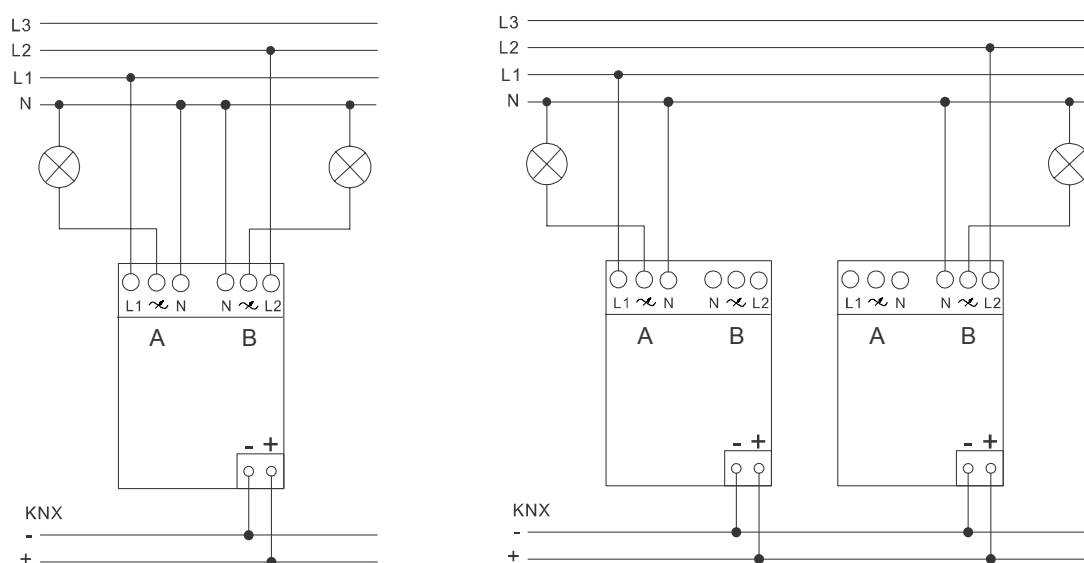 L3
L2
L1
N
L1 N N L2
A B
- +
KNX
-
+
L3
L2
L1
N
L1 N N L2 L1 N N L2
A B A B
- + - +
KNX
-
+